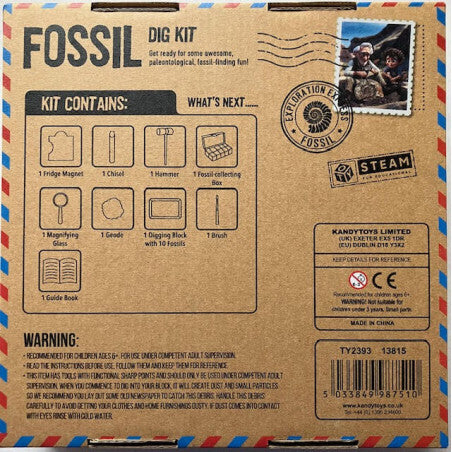 FOSSIL DIG KIT
Get ready for some awesome,
paleontological, fossil-finding fun!
EXPLORATION EXPRESS
FOSSIL
KIT CONTAINS:
WHAT'S NEXT......
1 Fridge Magnet
1 Chisel
1 Hammer
1 Fossil-collecting
Box
1 Magnifying
Glass
1 Geode
1 Digging Block
with 10 Fossils
1 Brush
1 Guide Book
STEAM
FOR EDUCATIONAL
KANDYTOYS LIMITED
(UK) EXETER EX5 1DR
(EU) DUBLIN D18 Y3X2
KEEP DETAILS FOR REFERENCE.
0-3
CE
Recommended for children ages 6+
WARNING! Not suitable for
children under 3 years. Small parts.
MADE IN CHINA
TY2393 13815
5 033849 987510
www.kandytoys.co.uk
WARNING:
• RECOMMENDED FOR CHILDREN AGES 6+. FOR USE UNDER COMPETENT ADULT SUPERVISION.
• READ THE INSTRUCTIONS BEFORE USE, FOLLOW THEM AND KEEP THEM FOR REFERENCE.
• THIS ITEM HAS TOOLS WITH FUNCTIONAL SHARP POINTS AND SHOULD ONLY BE USED UNDER COMPETENT ADULT
SUPERVISION. WHEN YOU COMMENCE TO DIG INTO YOUR BLOCK, IT WILL CREATE DUST AND SMALL PARTICLES,
SO WE RECOMMEND YOU LAY OUT SOME OLD NEWSPAPER TO CATCH THIS DEBRIS. HANDLE THIS DEBRIS
CAREFULLY TO AVOID GETTING YOUR CLOTHES AND HOME FURNISHINGS DUSTY. IF DUST COMES INTO CONTACT
WITH EYES RINSE WITH COLD WATER.